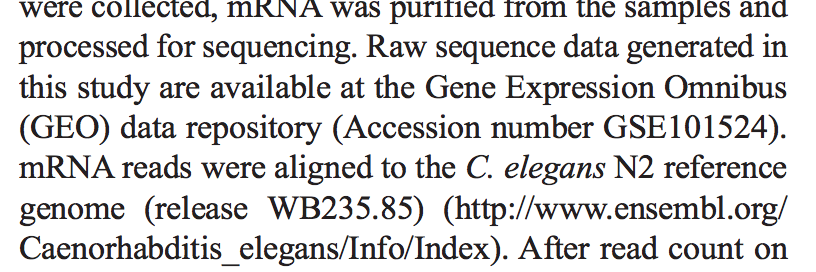 were collected, mRNA was purified from the samples and
processed for sequencing. Raw sequence data generated in
this study are available at the Gene Expression Omnibus
(GEO) data repository (Accession number GSE101524).
mRNA reads were aligned to the C. elegans N2 reference
genome (release WB235.85) (http://www.ensembl.org/
Caenorhabditis_elegans/Info/Index). After read count on